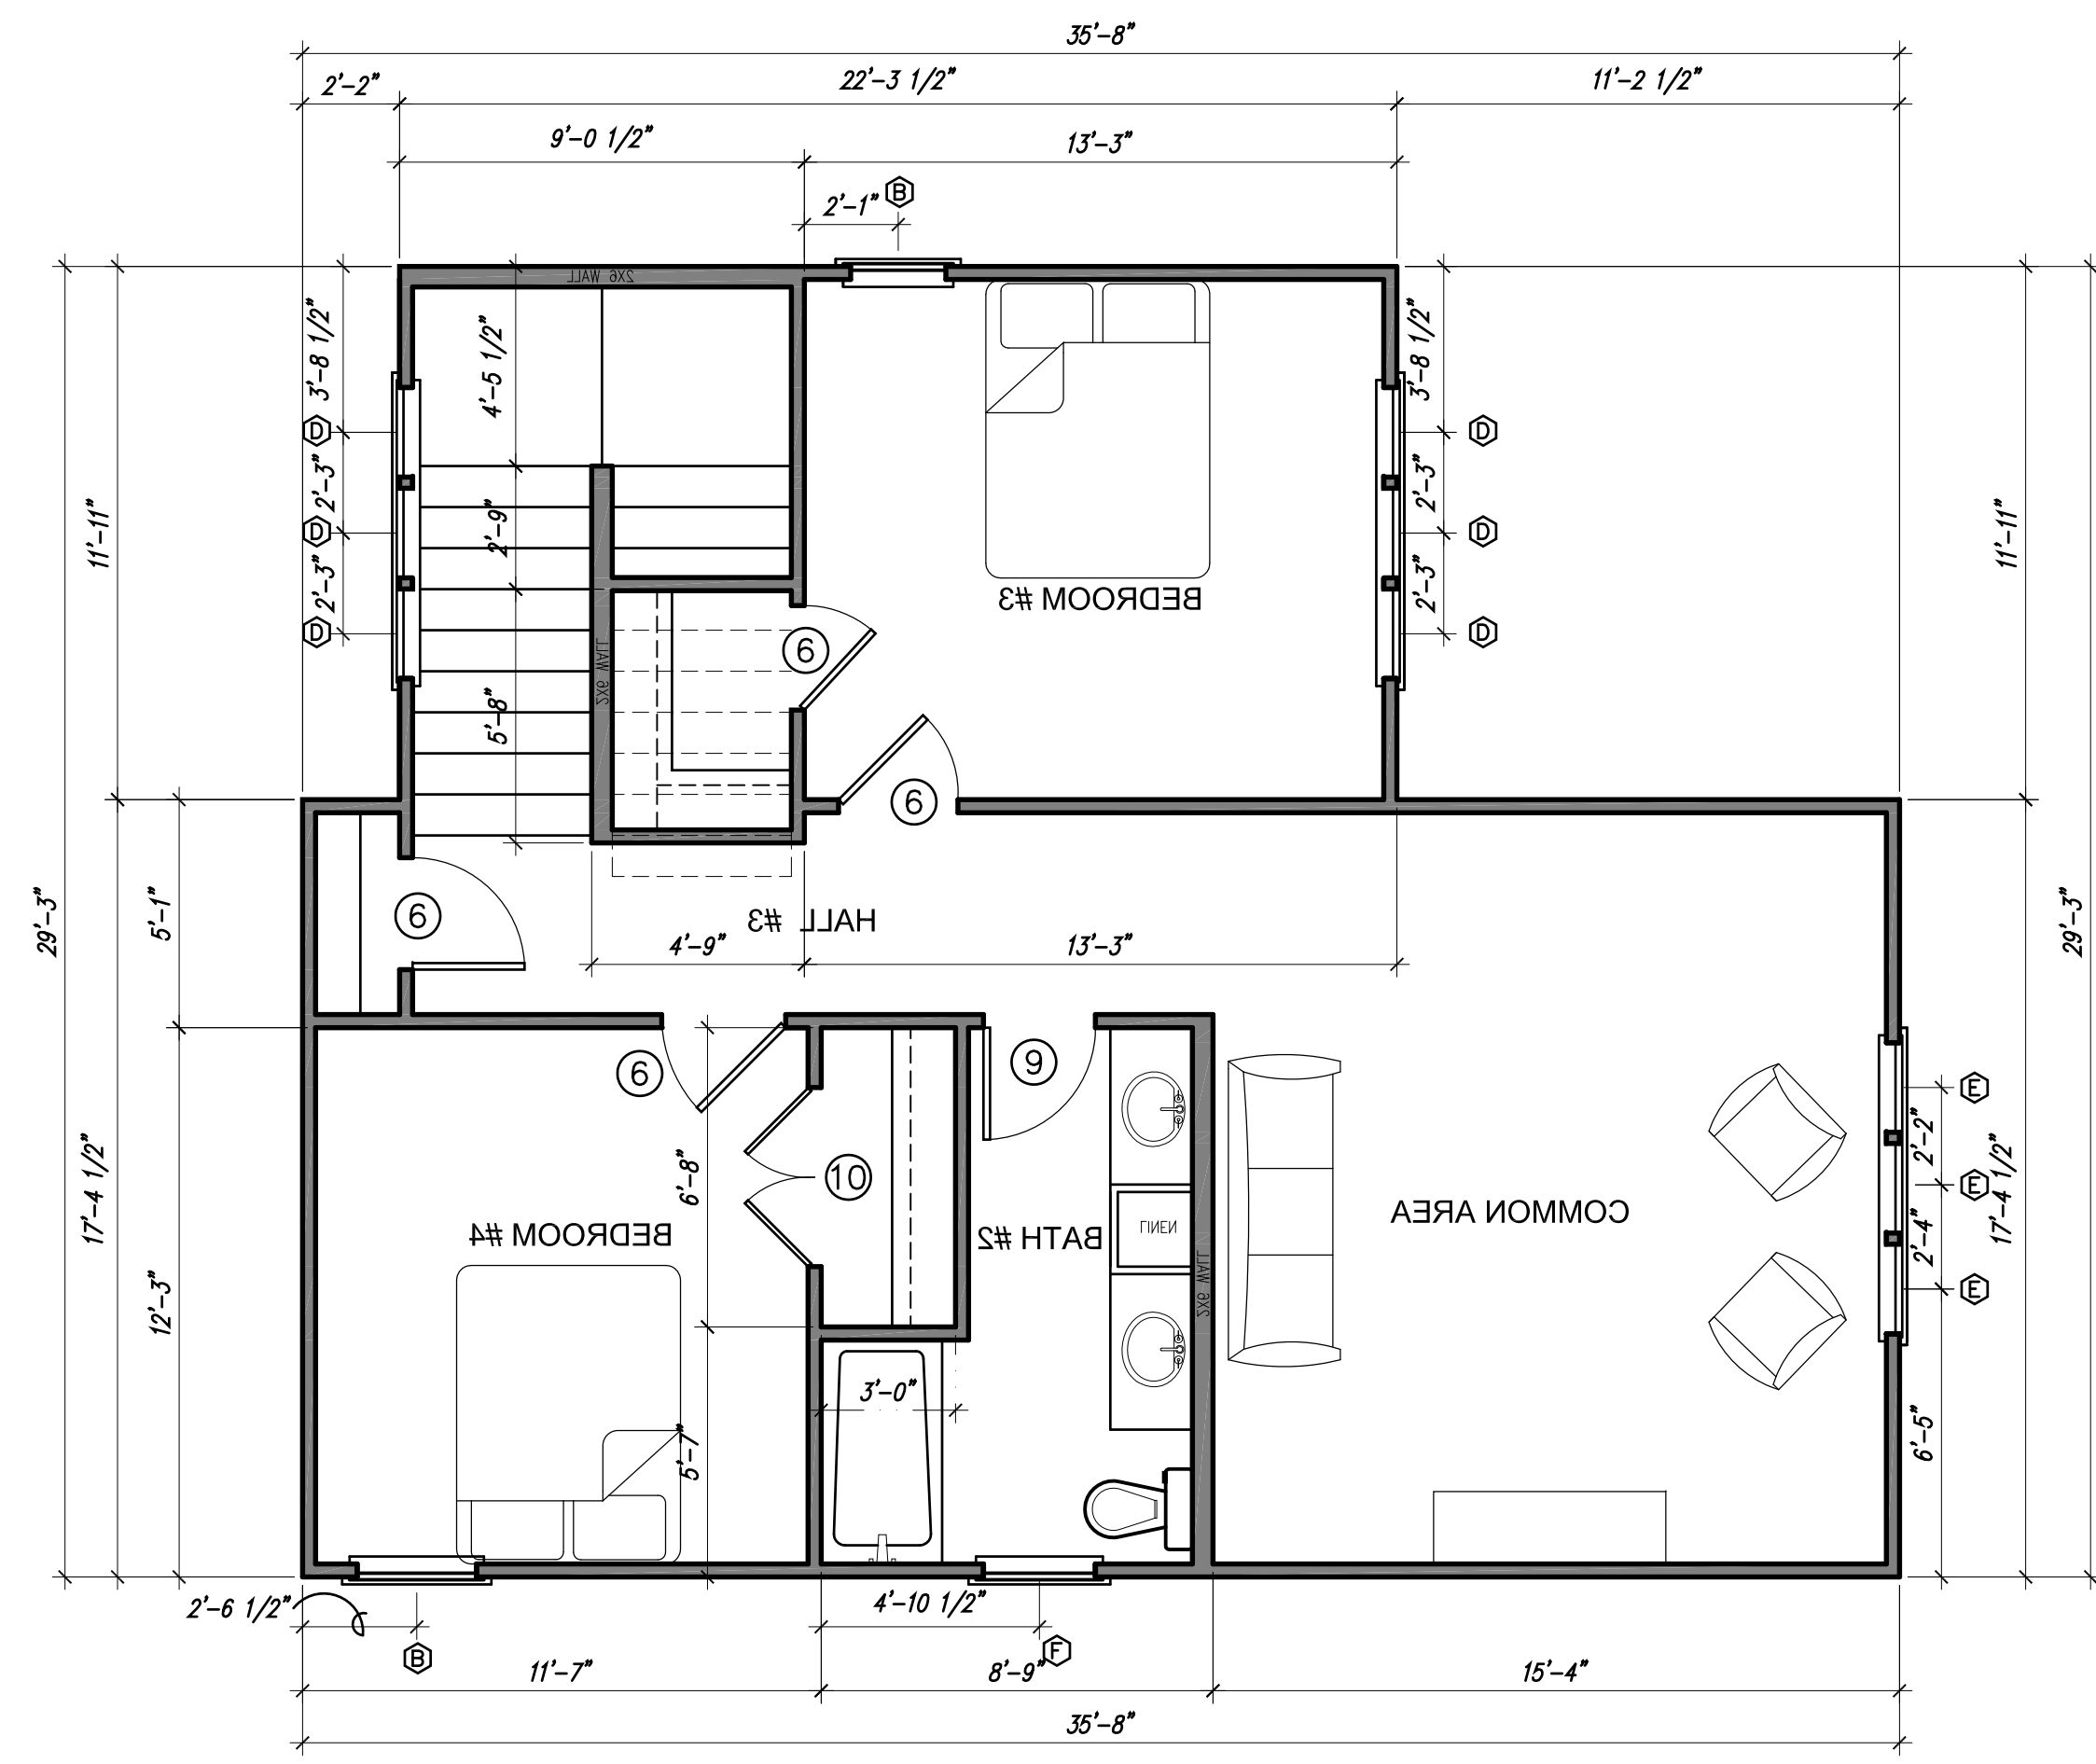 35'-8"
2'-2"
22'-3 1/2"
11'-2 1/2"
9'-0 1/2"
13'-3"
2'-1"
B
2X6 WALL
3'-8 1/2"
4'-5 1/2"
3'-8 1/2"
D
D
2'-3"
2'-3"
11'-11"
2'-9"
11'-11"
D
D
2'-3"
2'-3"
BEDROOM #3
D
D
6
2X6 WALL
5'-8"
6
29'-3"
5'-1"
6
HALL #3
29'-3"
4'-9"
13'-3"
6
9
E
2'-2"
17'-4 1/2"
6'-8"
10
E
17'-4 1/2"
COMMON AREA
LINEN
BEDROOM #4
BATH #2
2'-4"
2X6 WALL
12'-3"
E
3'-0"
5'-7"
6'-5"
2'-6 1/2"
4'-10 1/2"
B
F
11'-7"
8'-9"
15'-4"
35'-8"